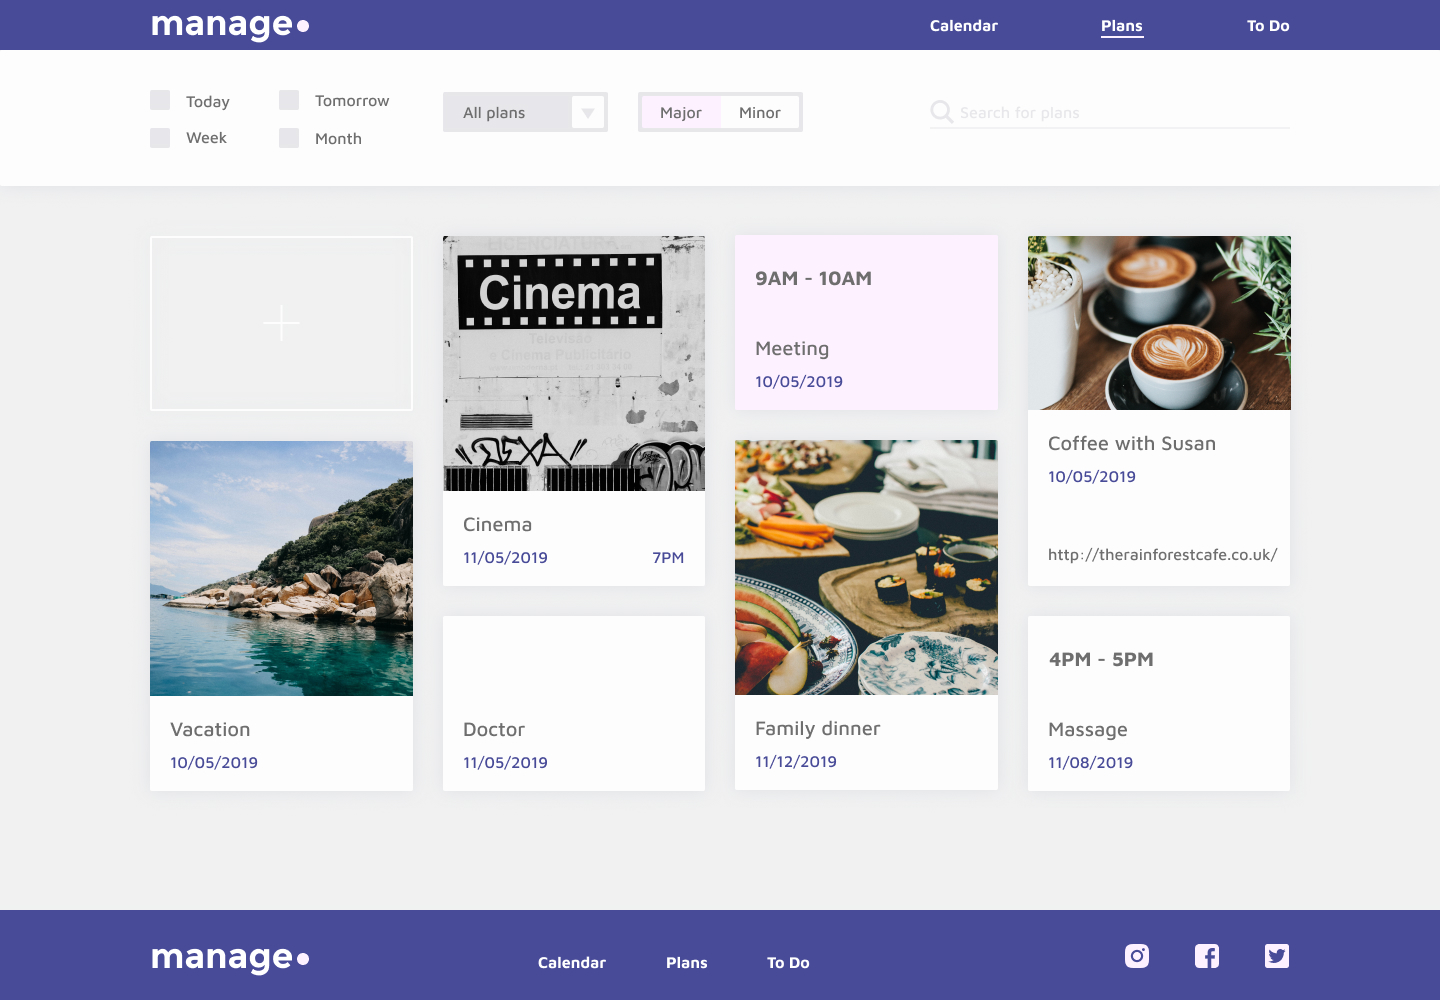 manage.
Calendar
Plans
To Do
Today
Tomorrow
Week
Month
All plans
Major
Minor
Search for plans
LICENCIATURA
Cinema
Televisão
e Cinema Publicitário
TEXA
Cinema
11/05/2019
7PM
9AM - 10AM
Meeting
10/05/2019
Coffee with Susan
10/05/2019
http://therainforestcafe.co.uk/
Vacation
10/05/2019
Doctor
11/05/2019
Family dinner
11/12/2019
4PM - 5PM
Massage
11/08/2019
manage.
Calendar
Plans
To Do